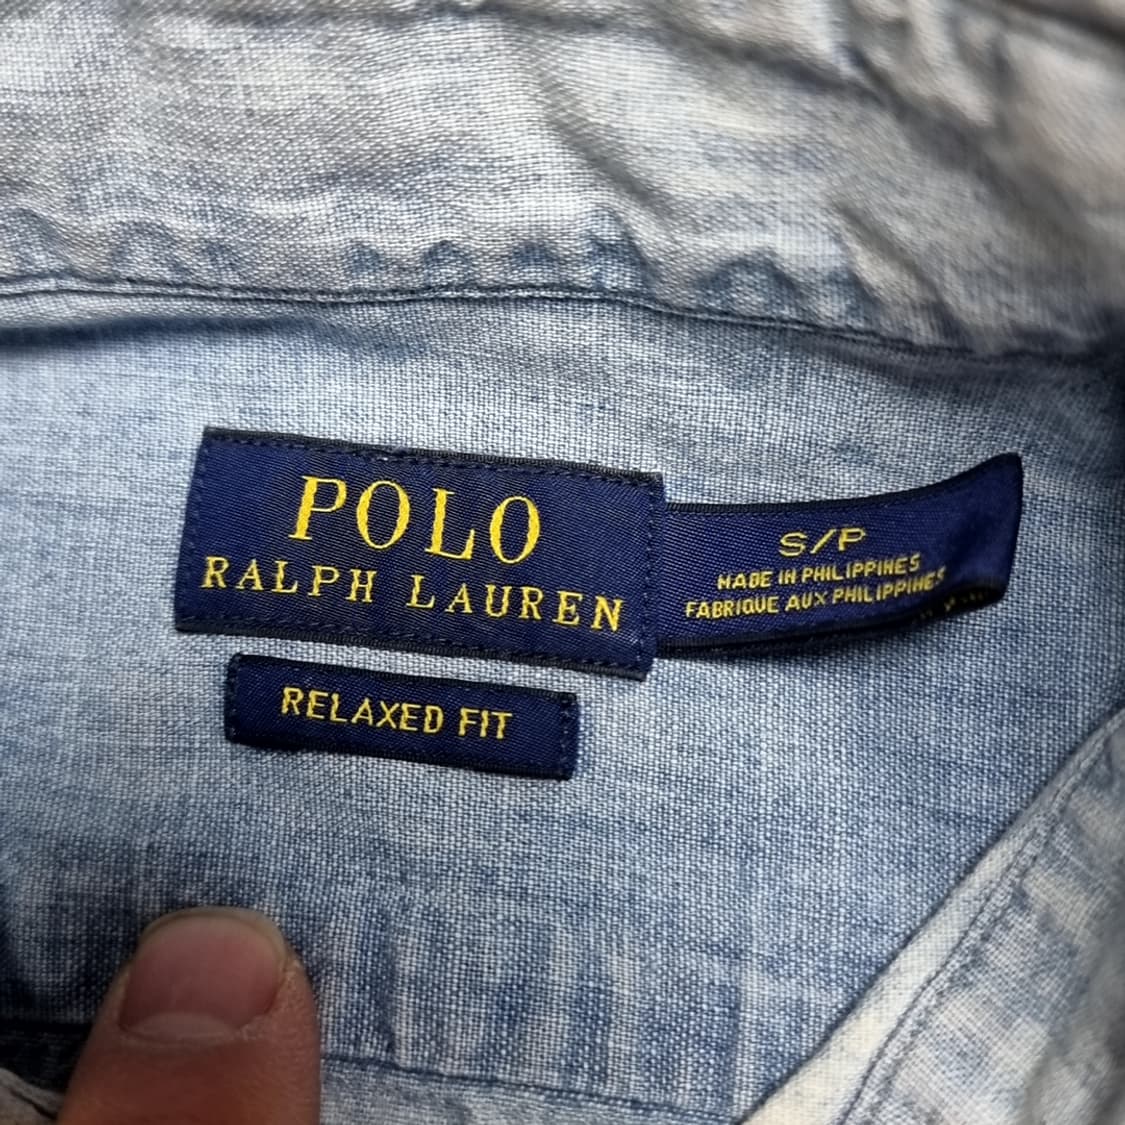 POLO
RALPH LAUREN
S/P
MADE IN PHILIPPINES
FABRIQUE AUX PHILIPPINES
RELAXED FIT